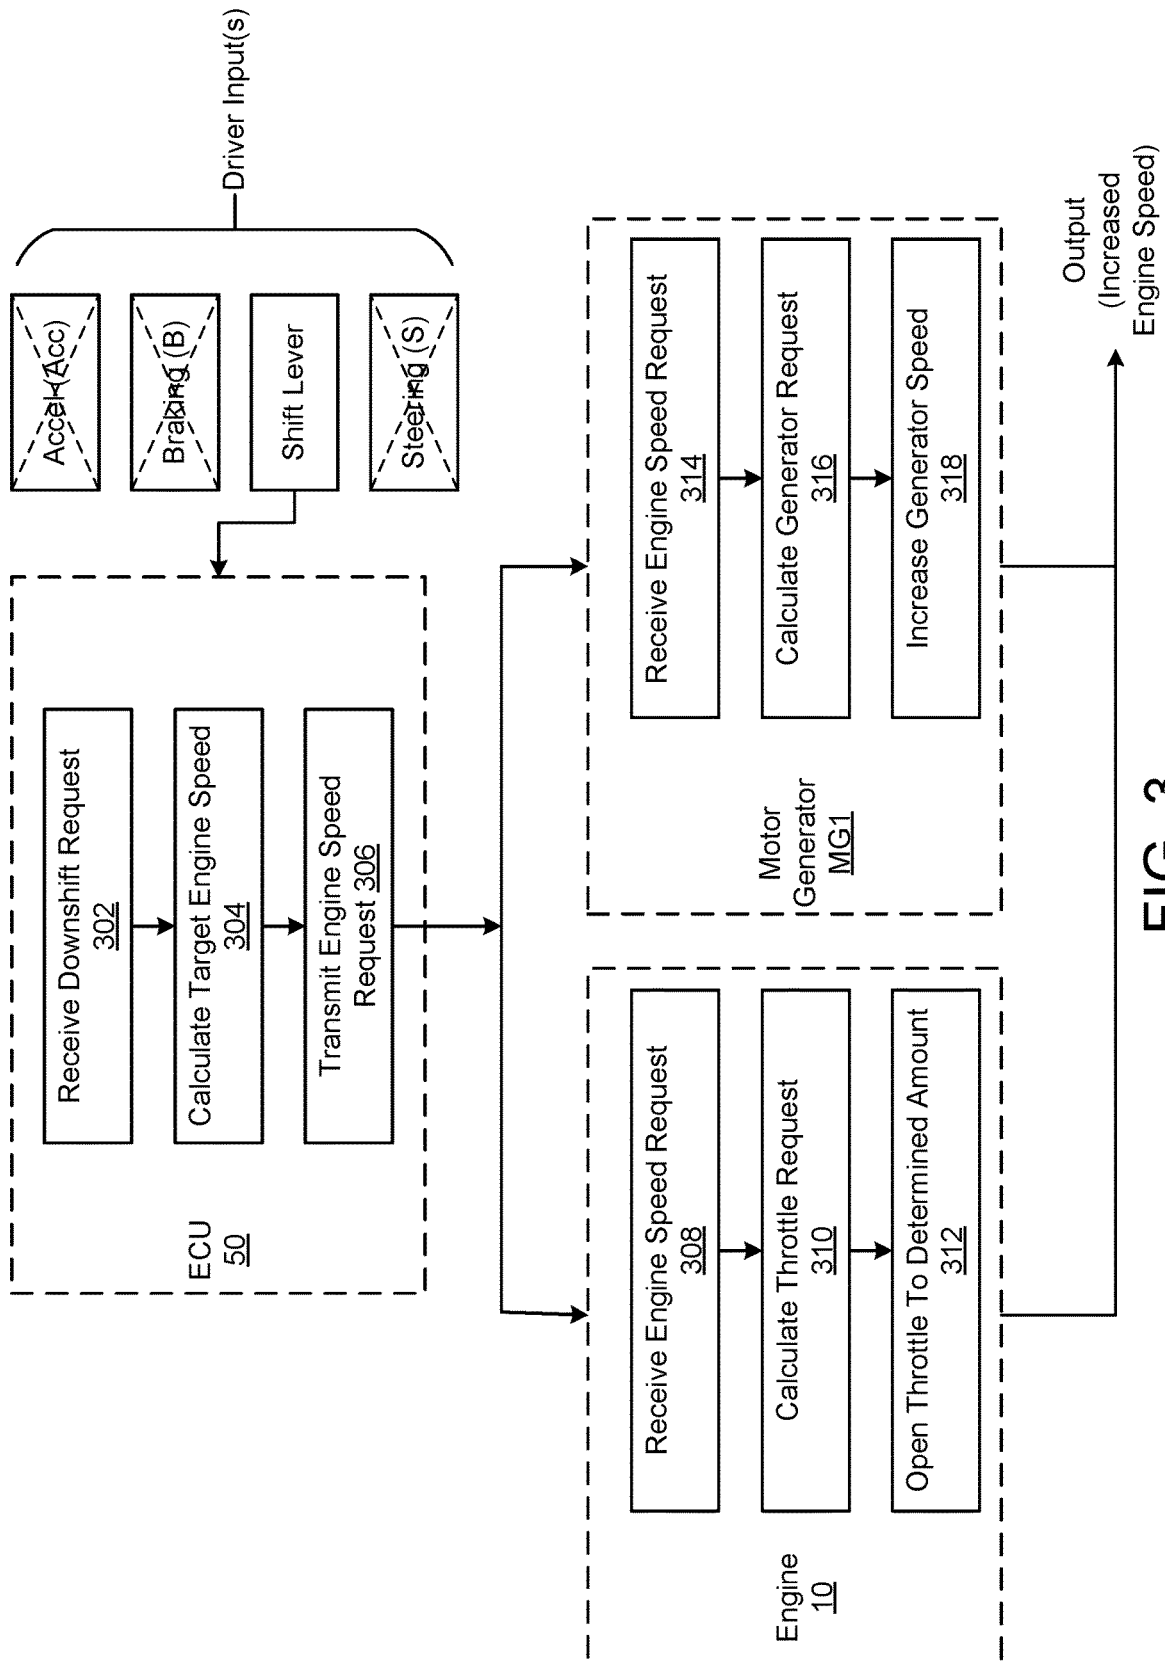 Accel (Acc)
Braking (B)
Shift Lever
Steering (S)
Driver Input(s)
ECU
50
Receive Downshift Request
302
Calculate Target Engine Speed
304
Transmit Engine Speed
Request 306
Engine
10
Receive Engine Speed Request
308
Calculate Throttle Request
310
Open Throttle To Determined Amount
312
Motor
Generator
MG1
Receive Engine Speed Request
314
Calculate Generator Request
316
Increase Generator Speed
318
Output
(Increased
Engine Speed)
FIG. 3